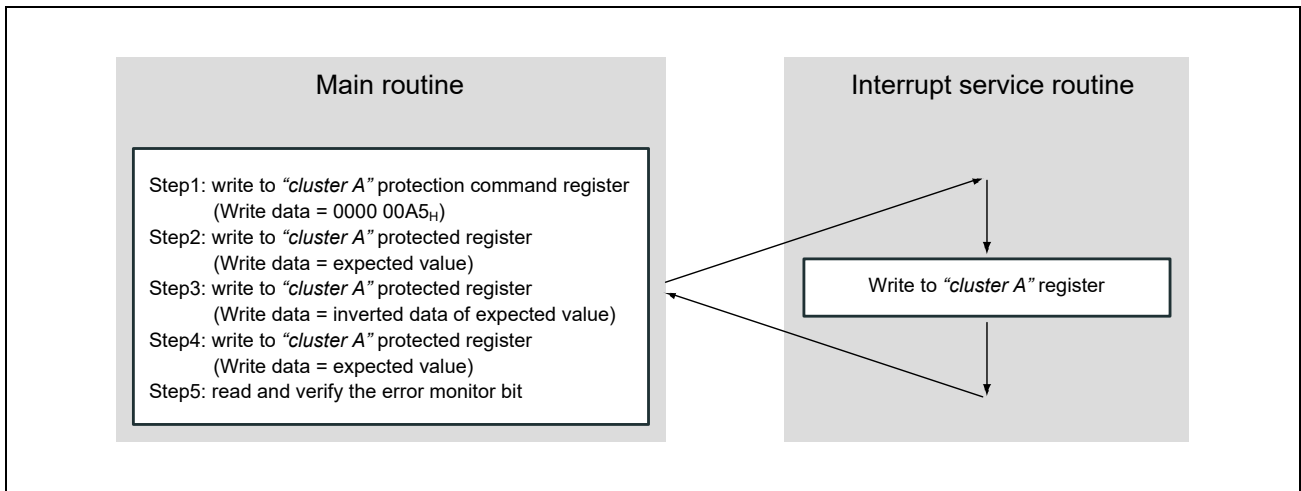 Main routine
Step1: write to “cluster A” protection command register
(Write data = 0000 00A5H)
Step2: write to “cluster A” protected register
(Write data = expected value)
Step3: write to “cluster A” protected register
(Write data = inverted data of expected value)
Step4: write to “cluster A” protected register
(Write data = expected value)
Step5: read and verify the error monitor bit
Interrupt service routine
Write to “cluster A” register